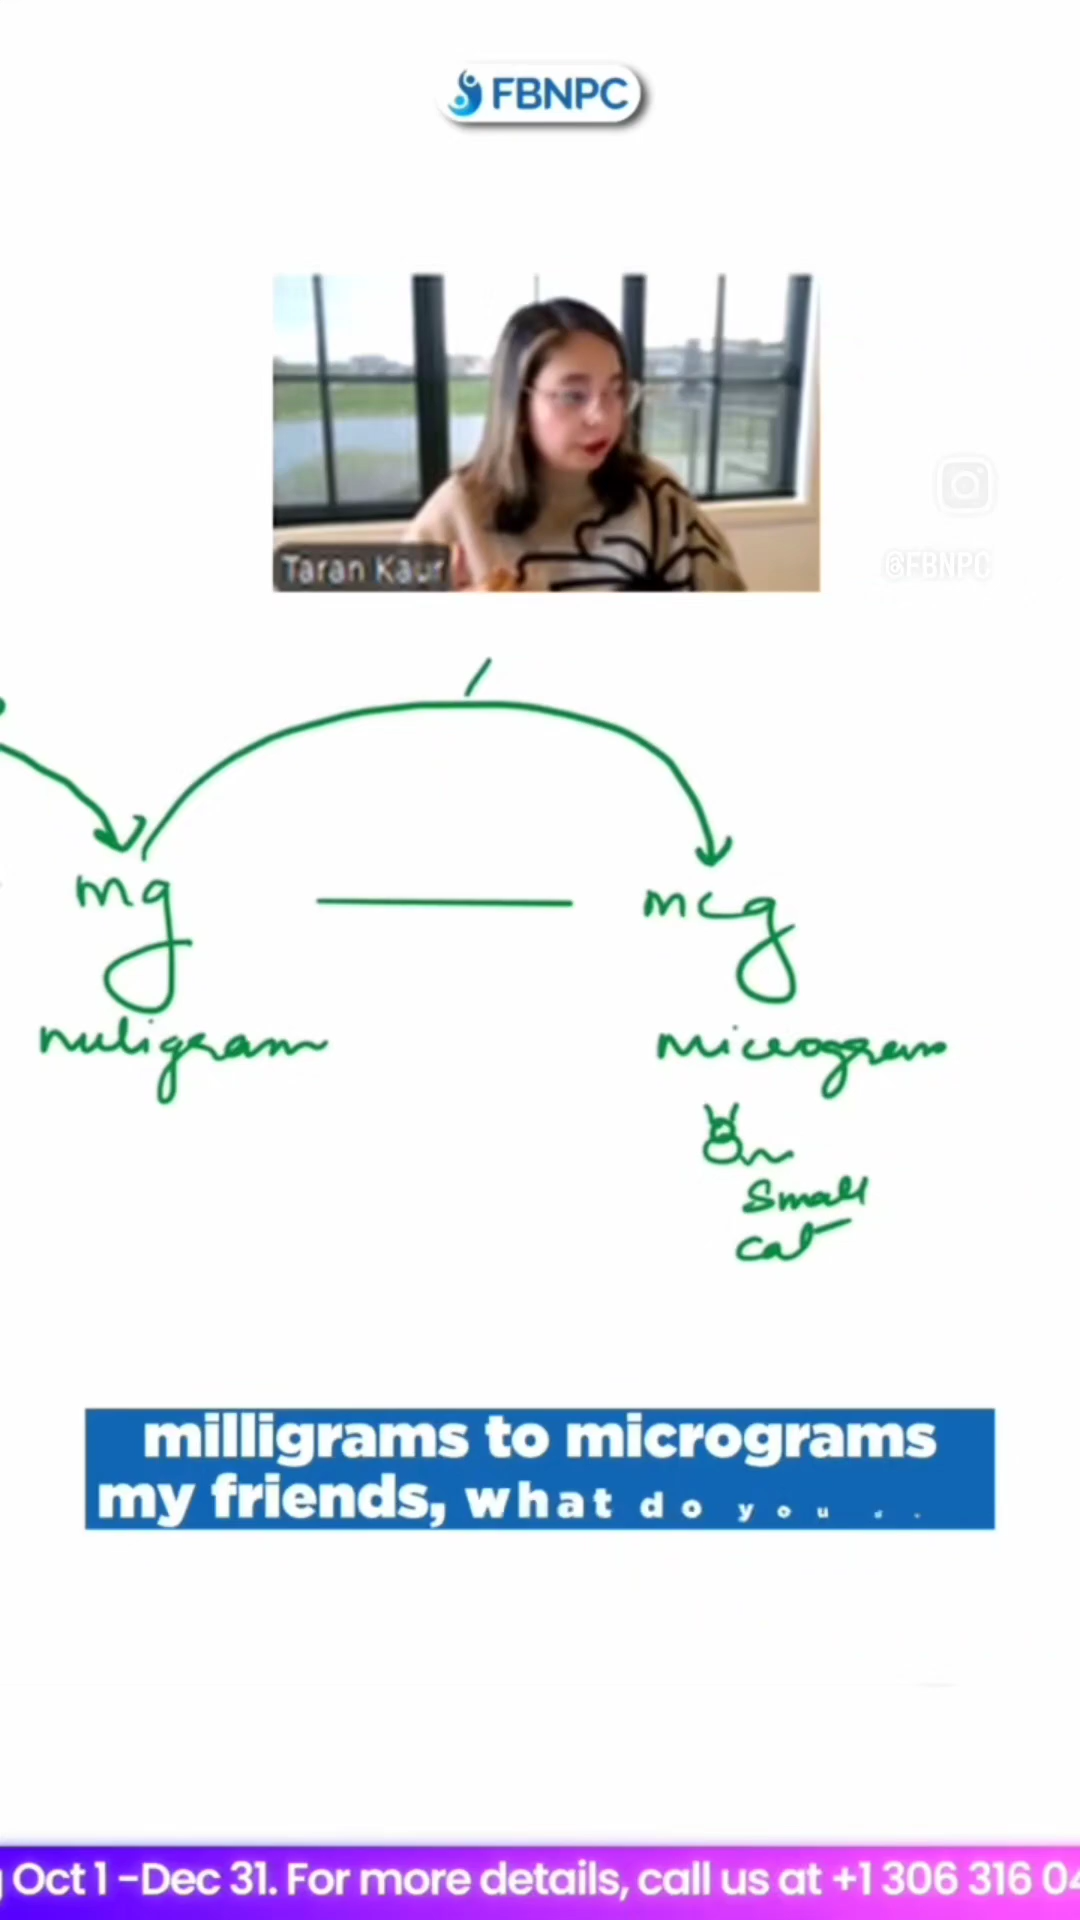 FBNPC
Taran Kaur
@FBNPC
mg
mcg
miligram
microgram
small
cat
milligrams to micrograms
my friends, what do you
Oct 1 –Dec 31. For more details, call us at +1 306 316 04